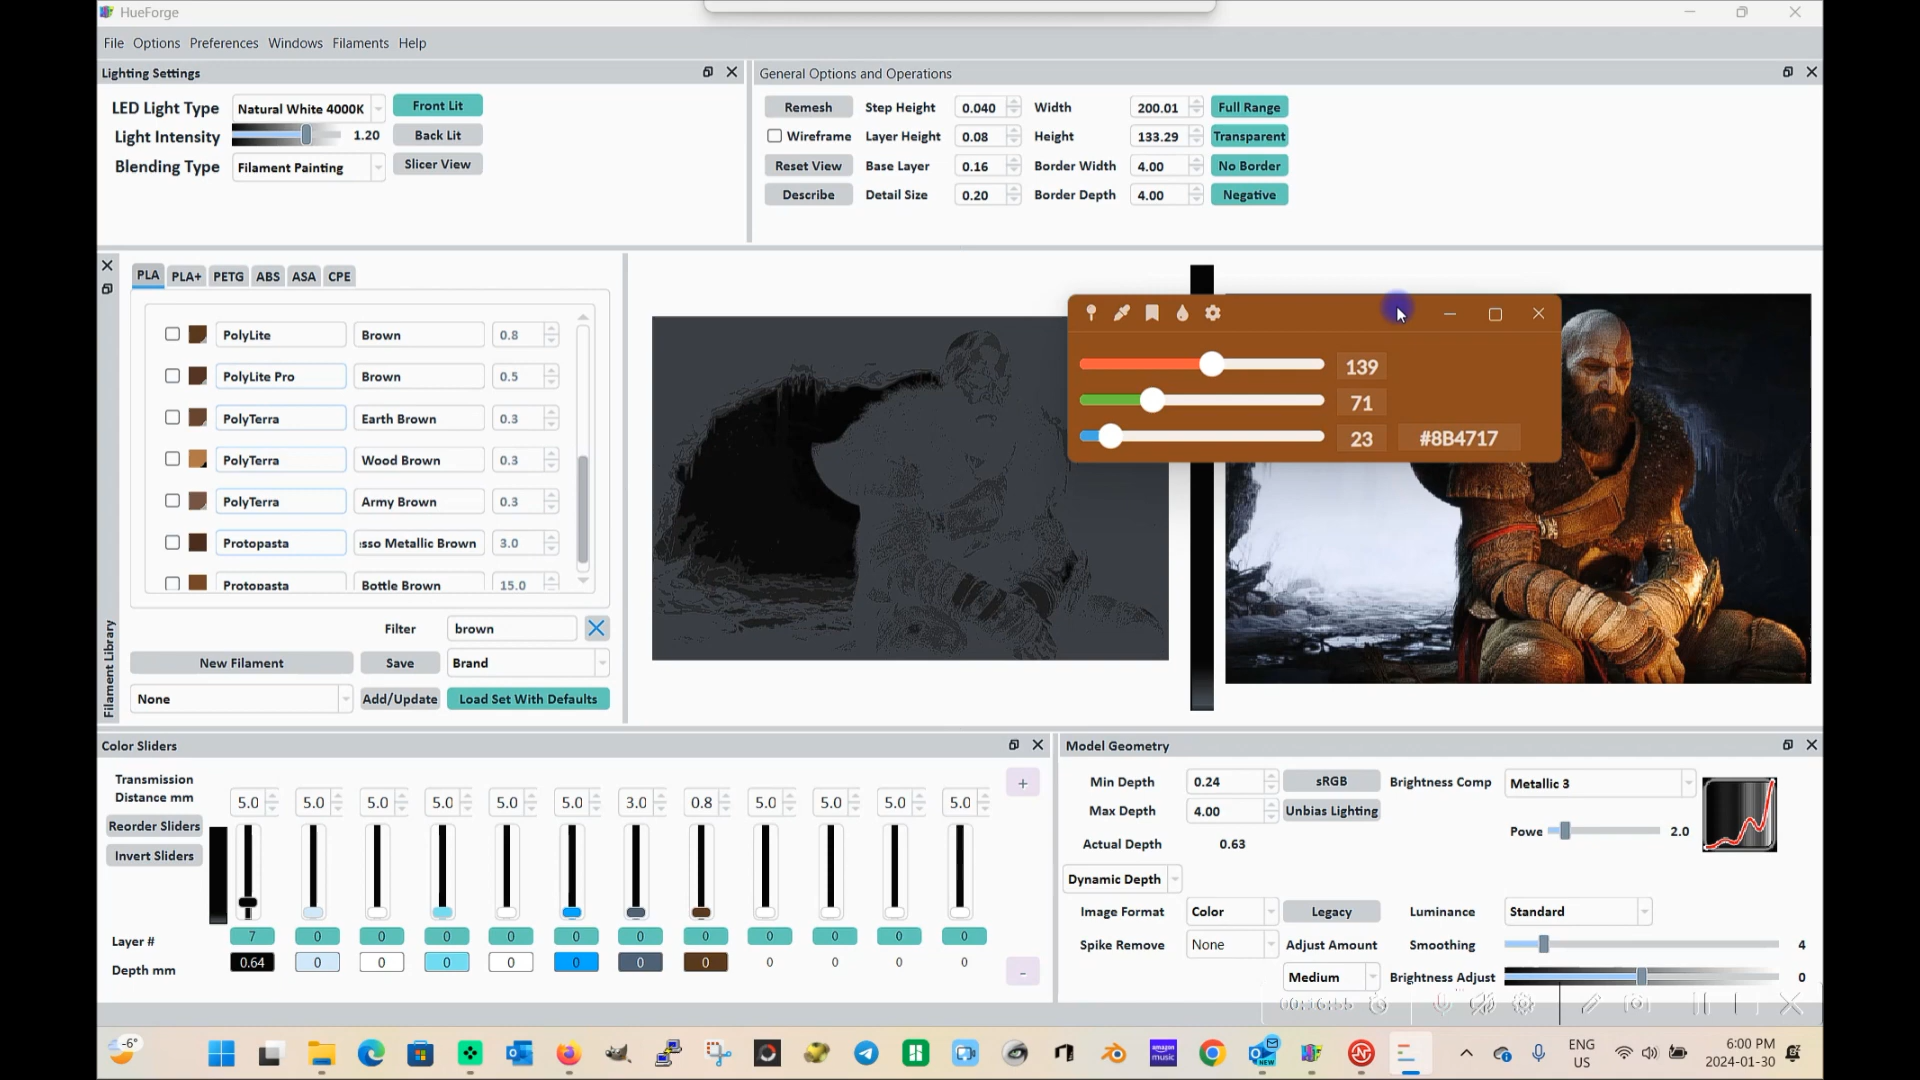 HueForge
File Options Preferences Windows Filaments Help
Lighting Settings
LED Light Type Natural White 4000K Front Lit
Light Intensity 1.20 Back Lit
Blending Type Filament Painting Slicer View
General Options and Operations
Remesh Step Height 0.040 Width 200.01 Full Range
Wireframe Layer Height 0.08 Height 133.29 Transparent
Reset View Base Layer 0.16 Border Width 4.00 No Border
Describe Detail Size 0.20 Border Depth 4.00 Negative
PLA PLA+ PETG ABS ASA CPE
PolyLite Brown 0.8
PolyLite Pro Brown 0.5
PolyTerra Earth Brown 0.3
PolyTerra Wood Brown 0.3
PolyTerra Army Brown 0.3
Protopasta sso Metallic Brown 3.0
Protopasta Bottle Brown 15.0
Filter brown
New Filament Save Brand
None Add/Update Load Set With Defaults
Filament Library
139
71
23 #8B4717
Color Sliders
Transmission
Distance mm 5.0 5.0 5.0 5.0 5.0 5.0 3.0 0.8 5.0 5.0 5.0 5.0
+
Reorder Sliders
Invert Sliders
Layer # 7 0 0 0 0 0 0 0 0 0 0 0
Depth mm 0.64 0 0 0 0 0 0 0 0 0 0 0
-
Model Geometry
Min Depth 0.24 sRGB Brightness Comp Metallic 3
Max Depth 4.00 Unbias Lighting Powe 2.0
Actual Depth 0.63
Dynamic Depth
Image Format Color Legacy Luminance Standard
Spike Remove None Adjust Amount Smoothing 4
Medium Brightness Adjust 0
00:16:55
-6°
NEW
amazon music
ENG
US
6:00 PM
2024-01-30